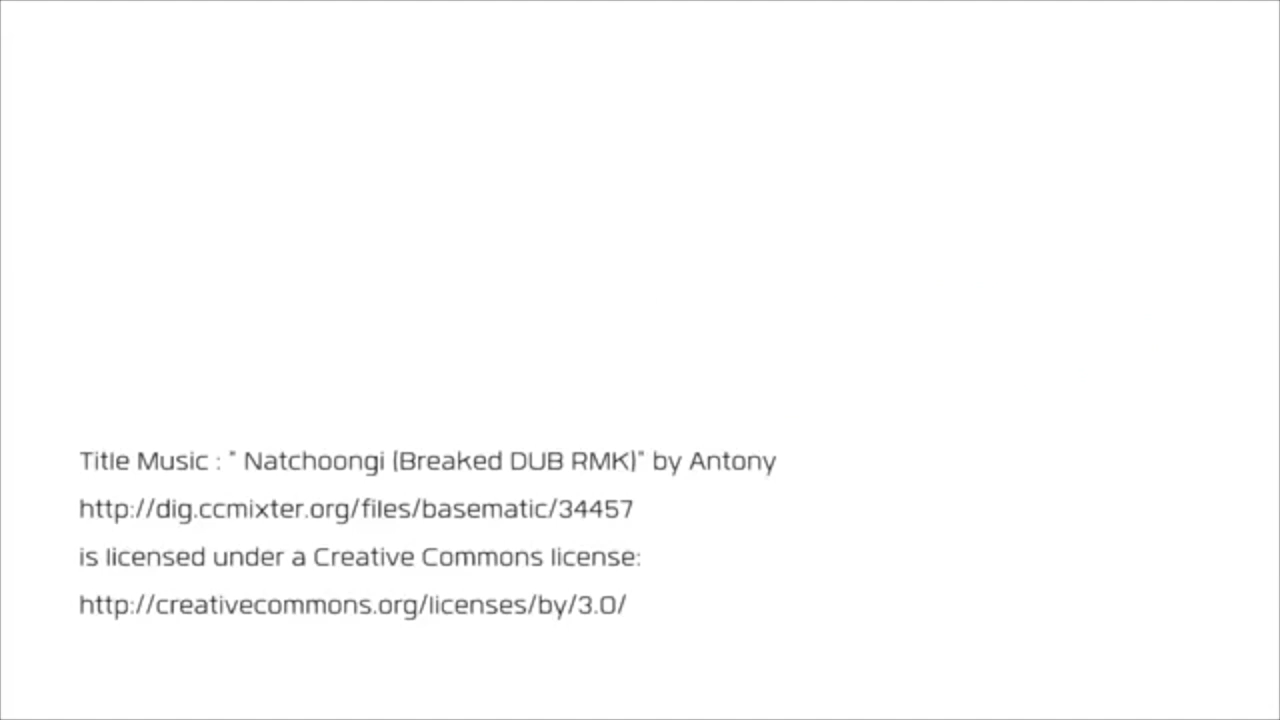 Title Music : " Natchoongi (Breaked DUB RMK)" by Antony
http://dig.ccmixter.org/files/basematic/34457
is licensed under a Creative Commons license:
http://creativecommons.org/licenses/by/3.0/